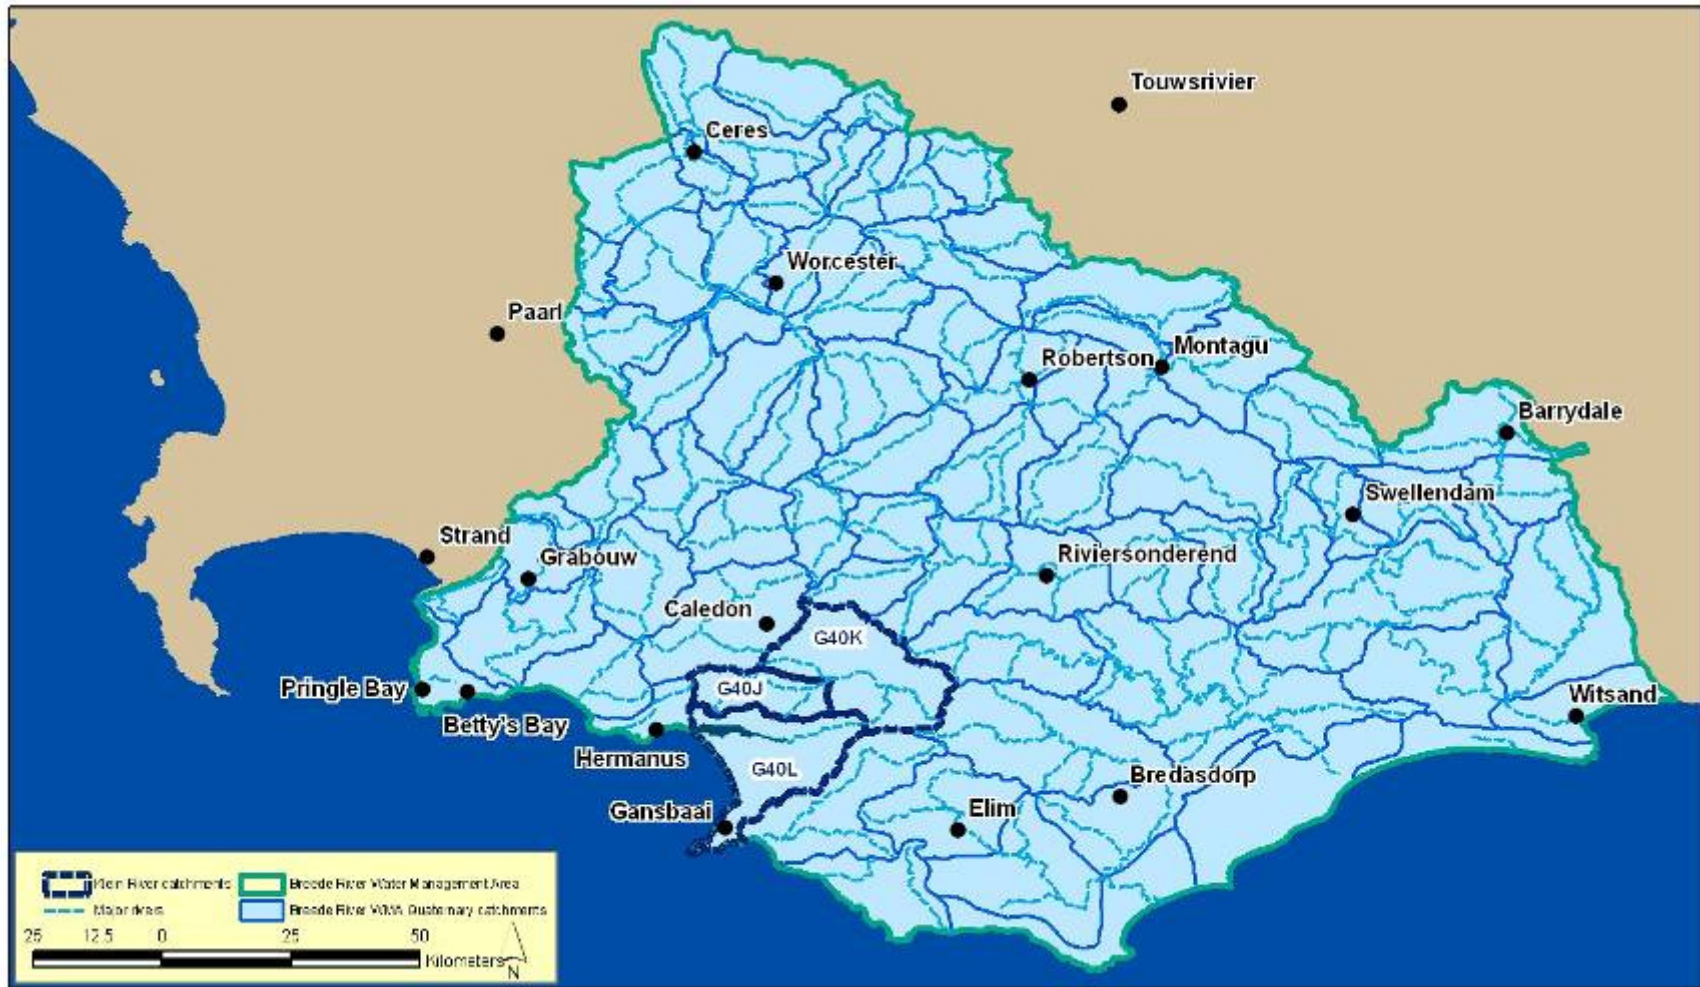 Touwsrivier
Ceres
Worcester
Paarl
Robertson
Montagu
Barrydale
Swellendam
Strand
Grabouw
Riviersonderend
Caledon
G40K
G40J
Pringle Bay
Witsand
Betty's Bay
Hermanus
G40L
Bredasdorp
Gansbaai
Elim
Klein River catchments
Breede River Water Management Area
Major rivers
Breede River WMA Quaternary catchments
25 12.5 0 25 50
Kilometers
N